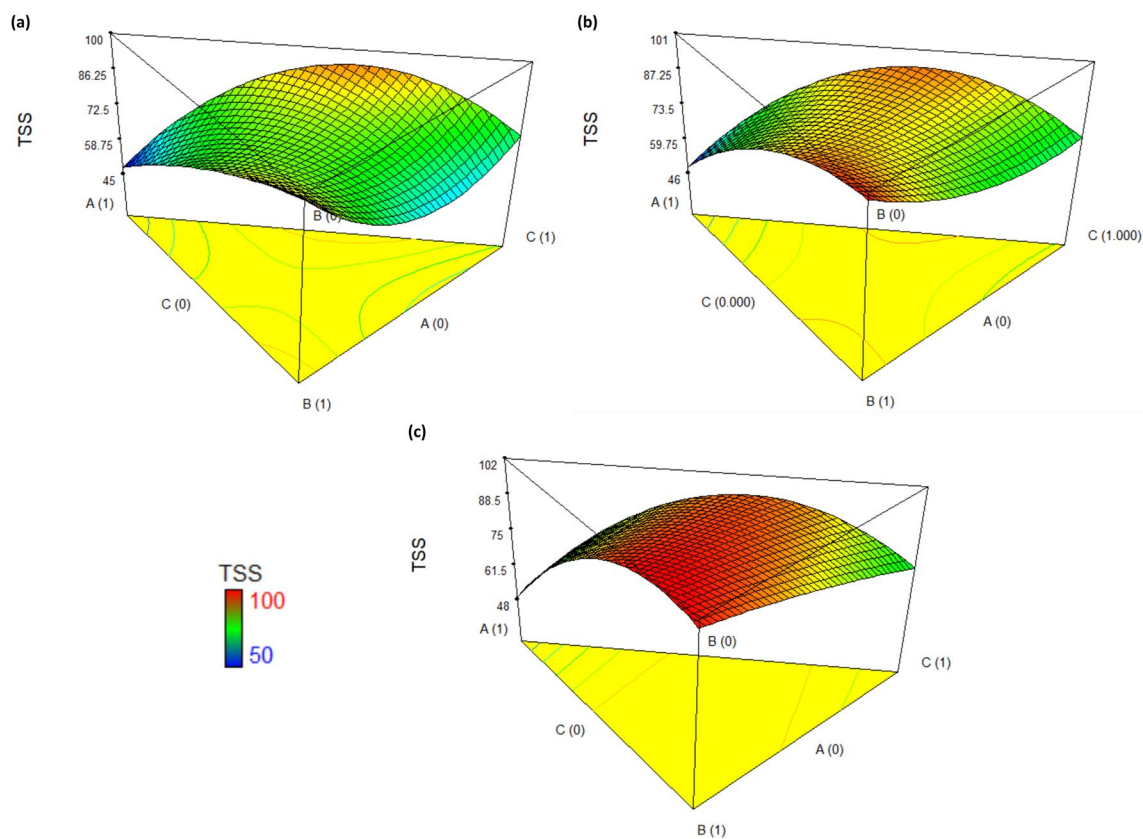 (a)
100
86.25
72.5
58.75
45
TSS
A (1)
B (0)
C (1)
C (0)
A (0)
B (1)
(b)
101
87.25
73.5
59.75
46
TSS
A (1)
B (0)
C (1.000)
C (0.000)
A (0)
B (1)
(c)
102
88.5
75
61.5
48
TSS
A (1)
B (0)
C (1)
C (0)
A (0)
B (1)
TSS
100
50